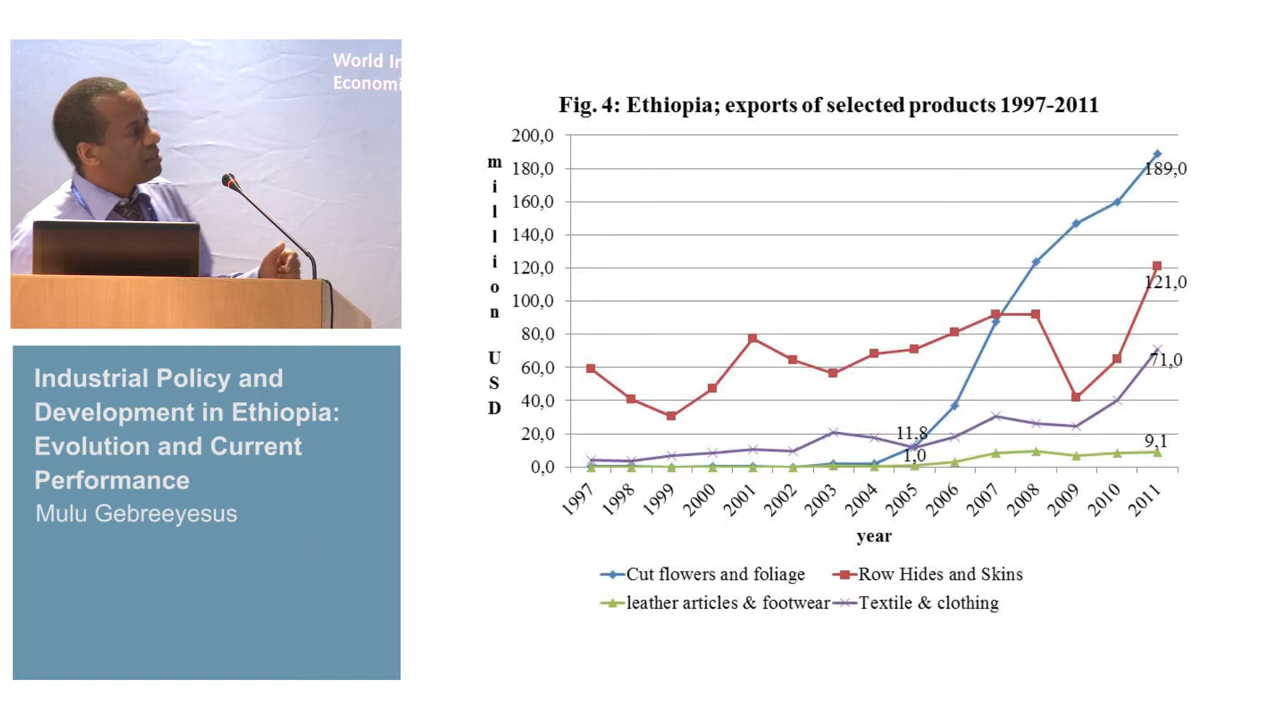 World In
Economi
Industrial Policy and
Development in Ethiopia:
Evolution and Current
Performance
Mulu Gebreeyesus
Fig. 4: Ethiopia; exports of selected products 1997-2011
million USD
200,0
180,0
160,0
140,0
120,0
100,0
80,0
60,0
40,0
20,0
0,0
189,0
121,0
71,0
11,8
1,0
9,1
1997
1998
1999
2000
2001
2002
2003
2004
2005
2006
2007
2008
2009
2010
2011
year
Cut flowers and foliage
Row Hides and Skins
leather articles & footwear
Textile & clothing